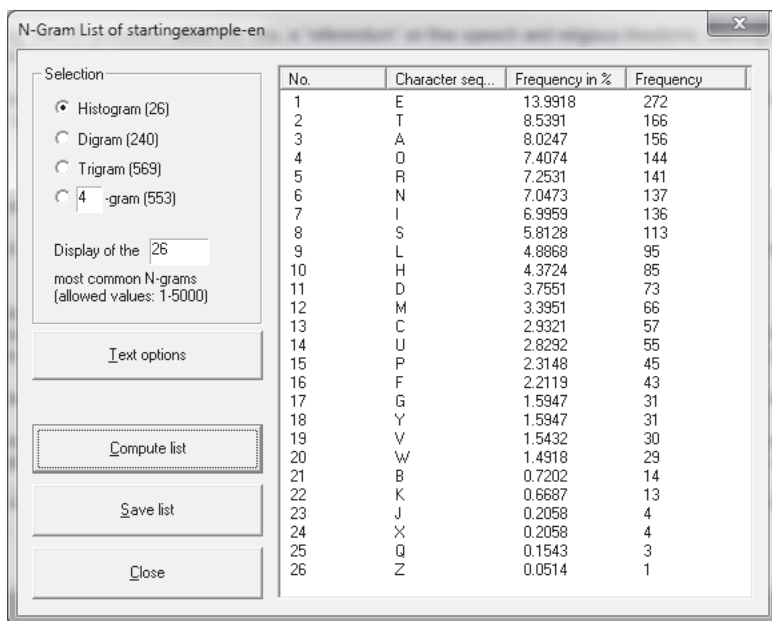 N-Gram List of startingexample-en
a "referendum" on free speech and religious freedoms
Selection
Histogram (26)
Digram (240)
Trigram (569)
4 -gram (553)
Display of the 26
most common N-grams
(allowed values: 1-5000)
Text options
Compute list
Save list
Close
No. Character seq... Frequency in % Frequency
1 E 13.9918 272
2 T 8.5391 166
3 A 8.0247 156
4 O 7.4074 144
5 R 7.2531 141
6 N 7.0473 137
7 I 6.9959 136
8 S 5.8128 113
9 L 4.8868 95
10 H 4.3724 85
11 D 3.7551 73
12 M 3.3951 66
13 C 2.9321 57
14 U 2.8292 55
15 P 2.3148 45
16 F 2.2119 43
17 G 1.5947 31
18 Y 1.5947 31
19 V 1.5432 30
20 W 1.4918 29
21 B 0.7202 14
22 K 0.6687 13
23 J 0.2058 4
24 X 0.2058 4
25 Q 0.1543 3
26 Z 0.0514 1